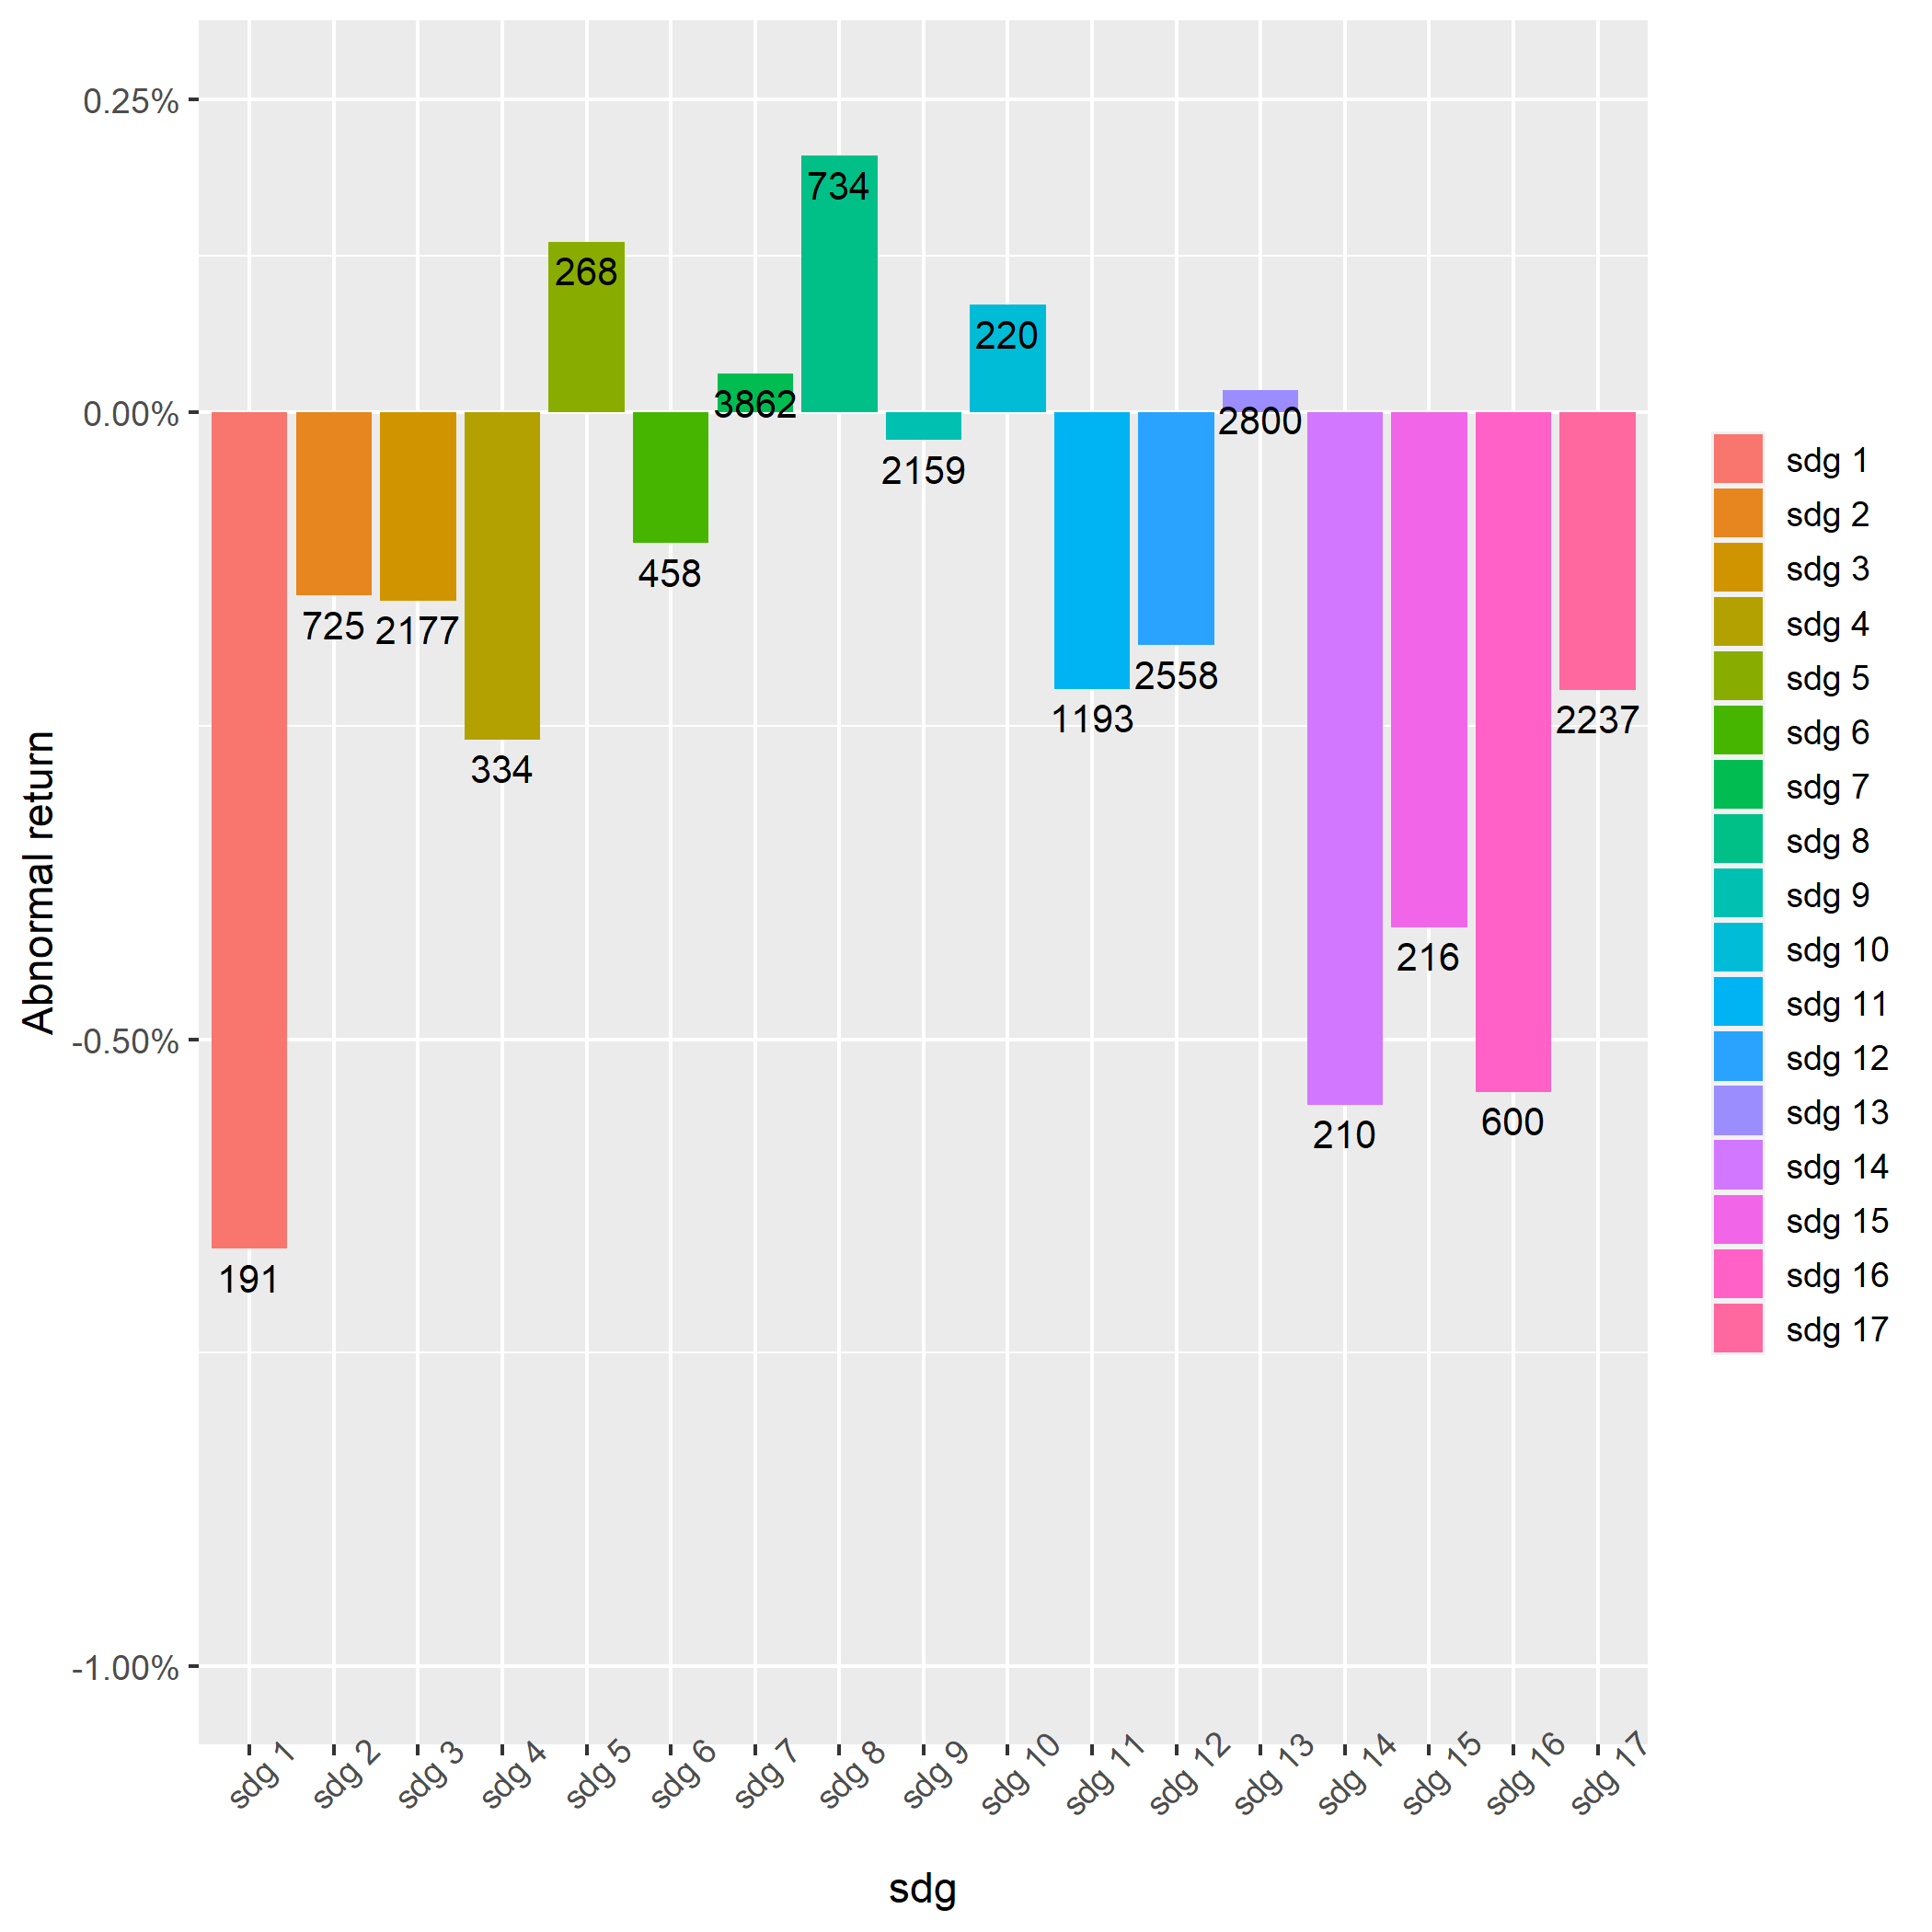 0.25%
0.00%
-0.50%
-1.00%
Abnormal return
734
268
220
3862
2800
2159
458
725
2177
2558
1193
2237
334
216
600
210
191
sdg 1
sdg 2
sdg 3
sdg 4
sdg 5
sdg 6
sdg 7
sdg 8
sdg 9
sdg 10
sdg 11
sdg 12
sdg 13
sdg 14
sdg 15
sdg 16
sdg 17
sdg
sdg 1
sdg 2
sdg 3
sdg 4
sdg 5
sdg 6
sdg 7
sdg 8
sdg 9
sdg 10
sdg 11
sdg 12
sdg 13
sdg 14
sdg 15
sdg 16
sdg 17